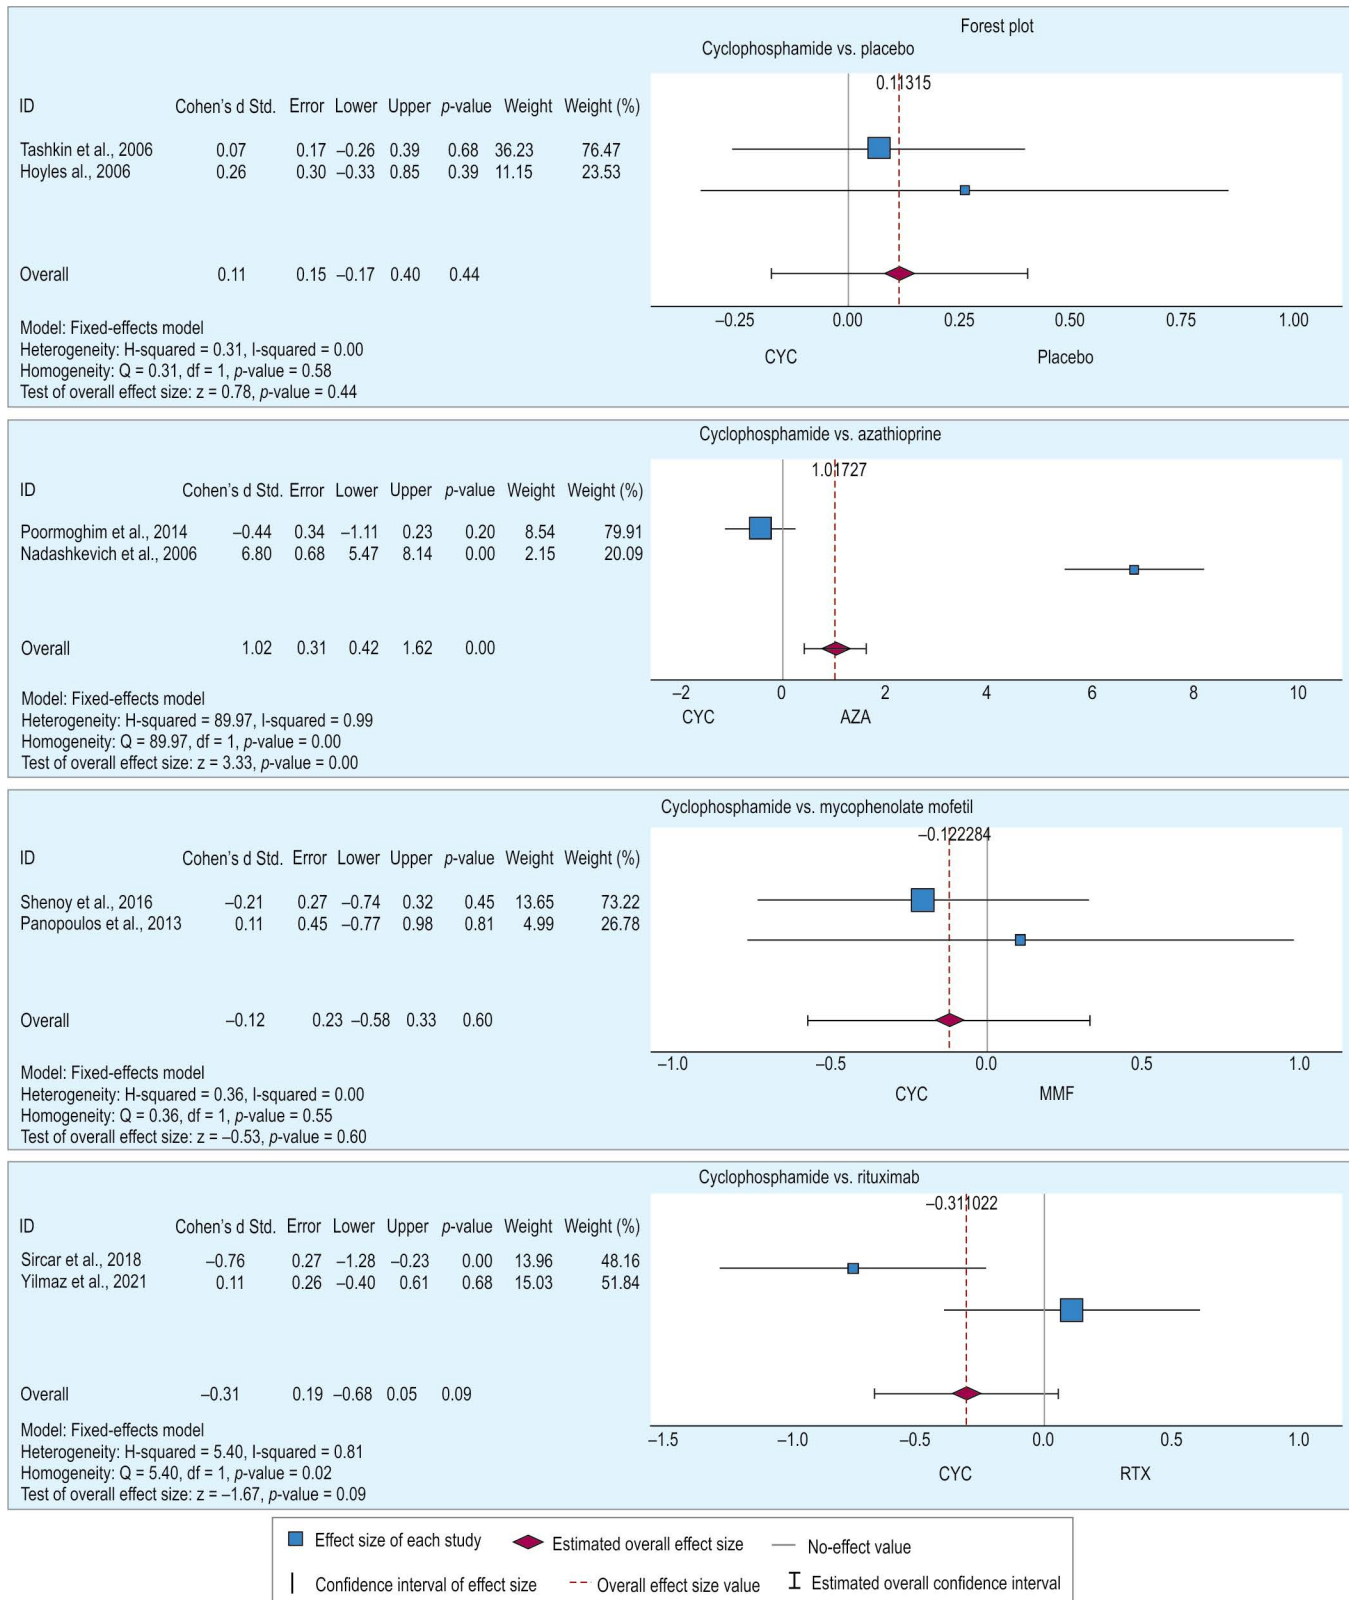 Forest plot
Cyclophosphamide vs. placebo
0.11315
ID Cohen's d Std. Error Lower Upper p-value Weight Weight (%)
Tashkin et al., 2006 0.07 0.17 –0.26 0.39 0.68 36.23 76.47
Hoyles al., 2006 0.26 0.30 –0.33 0.85 0.39 11.15 23.53
Overall 0.11 0.15 –0.17 0.40 0.44
–0.25 0.00 0.25 0.50 0.75 1.00
CYC Placebo
Model: Fixed-effects model
Heterogeneity: H-squared = 0.31, I-squared = 0.00
Homogeneity: Q = 0.31, df = 1, p-value = 0.58
Test of overall effect size: z = 0.78, p-value = 0.44
Cyclophosphamide vs. azathioprine
1.01727
ID Cohen's d Std. Error Lower Upper p-value Weight Weight (%)
Poormoghim et al., 2014 –0.44 0.34 –1.11 0.23 0.20 8.54 79.91
Nadashkevich et al., 2006 6.80 0.68 5.47 8.14 0.00 2.15 20.09
Overall 1.02 0.31 0.42 1.62 0.00
–2 0 2 4 6 8 10
CYC AZA
Model: Fixed-effects model
Heterogeneity: H-squared = 89.97, I-squared = 0.99
Homogeneity: Q = 89.97, df = 1, p-value = 0.00
Test of overall effect size: z = 3.33, p-value = 0.00
Cyclophosphamide vs. mycophenolate mofetil
–0.122284
ID Cohen's d Std. Error Lower Upper p-value Weight Weight (%)
Shenoy et al., 2016 –0.21 0.27 –0.74 0.32 0.45 13.65 73.22
Panopoulos et al., 2013 0.11 0.45 –0.77 0.98 0.81 4.99 26.78
Overall –0.12 0.23 –0.58 0.33 0.60
–1.0 –0.5 0.0 0.5 1.0
CYC MMF
Model: Fixed-effects model
Heterogeneity: H-squared = 0.36, I-squared = 0.00
Homogeneity: Q = 0.36, df = 1, p-value = 0.55
Test of overall effect size: z = –0.53, p-value = 0.60
Cyclophosphamide vs. rituximab
–0.311022
ID Cohen's d Std. Error Lower Upper p-value Weight Weight (%)
Sircar et al., 2018 –0.76 0.27 –1.28 –0.23 0.00 13.96 48.16
Yilmaz et al., 2021 0.11 0.26 –0.40 0.61 0.68 15.03 51.84
Overall –0.31 0.19 –0.68 0.05 0.09
–1.5 –1.0 –0.5 0.0 0.5 1.0
CYC RTX
Model: Fixed-effects model
Heterogeneity: H-squared = 5.40, I-squared = 0.81
Homogeneity: Q = 5.40, df = 1, p-value = 0.02
Test of overall effect size: z = –1.67, p-value = 0.09
Effect size of each study Estimated overall effect size No-effect value
Confidence interval of effect size Overall effect size value Estimated overall confidence interval